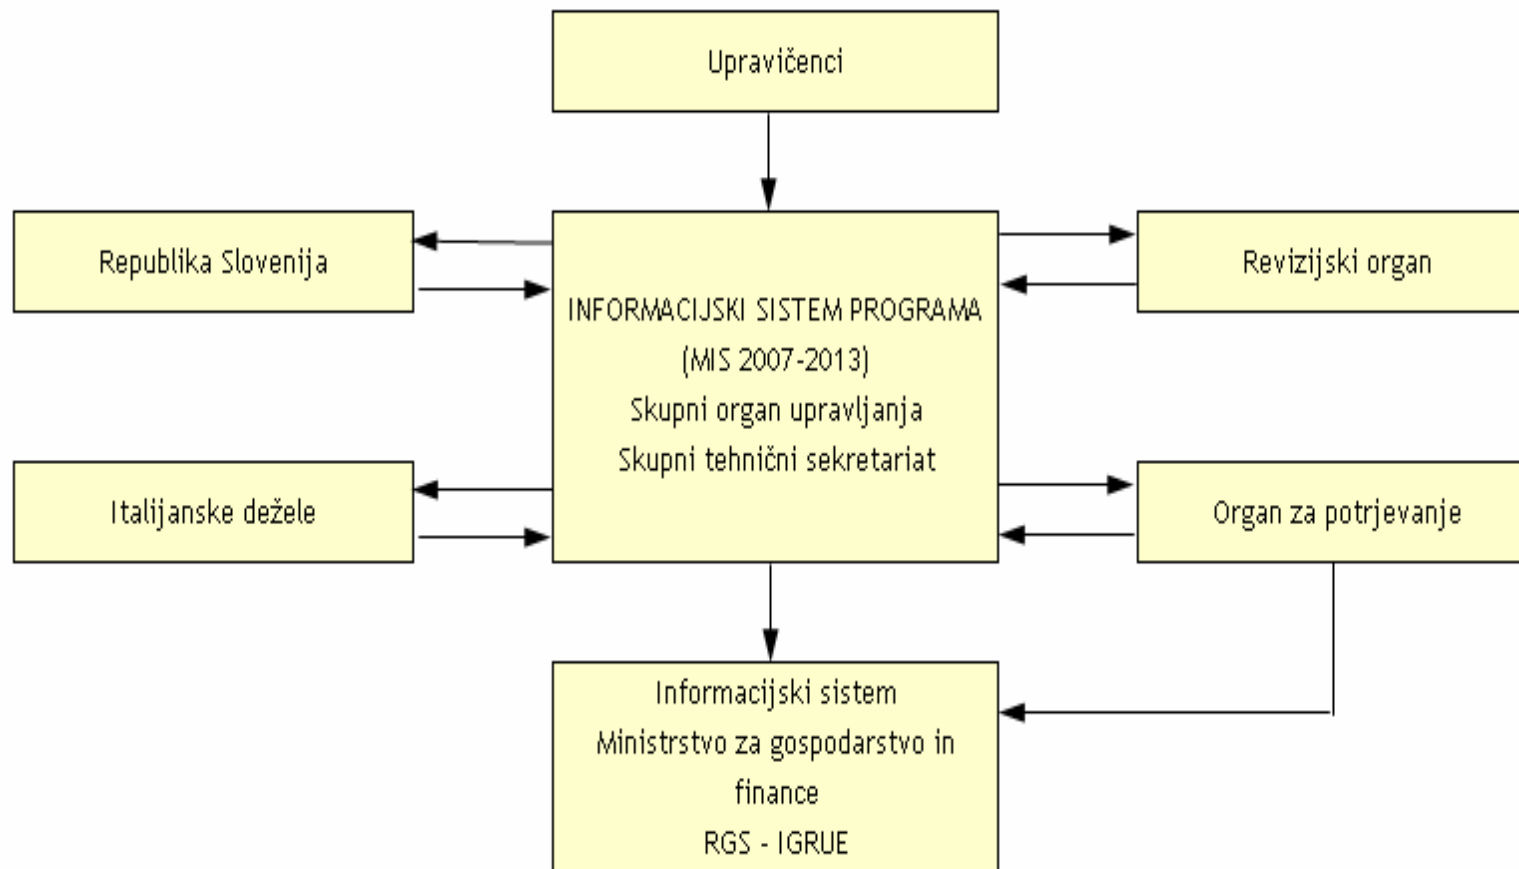 Upravičenci
Republika Slovenija
INFORMACIJSKI SISTEM PROGRAMA
(MIS 2007-2013)
Skupni organ upravljanja
Skupni tehnični sekretariat
Revizijski organ
Italijanske dežele
Organ za potrjevanje
Informacijski sistem
Ministrstvo za gospodarstvo in
finance
RGS - IGRUE